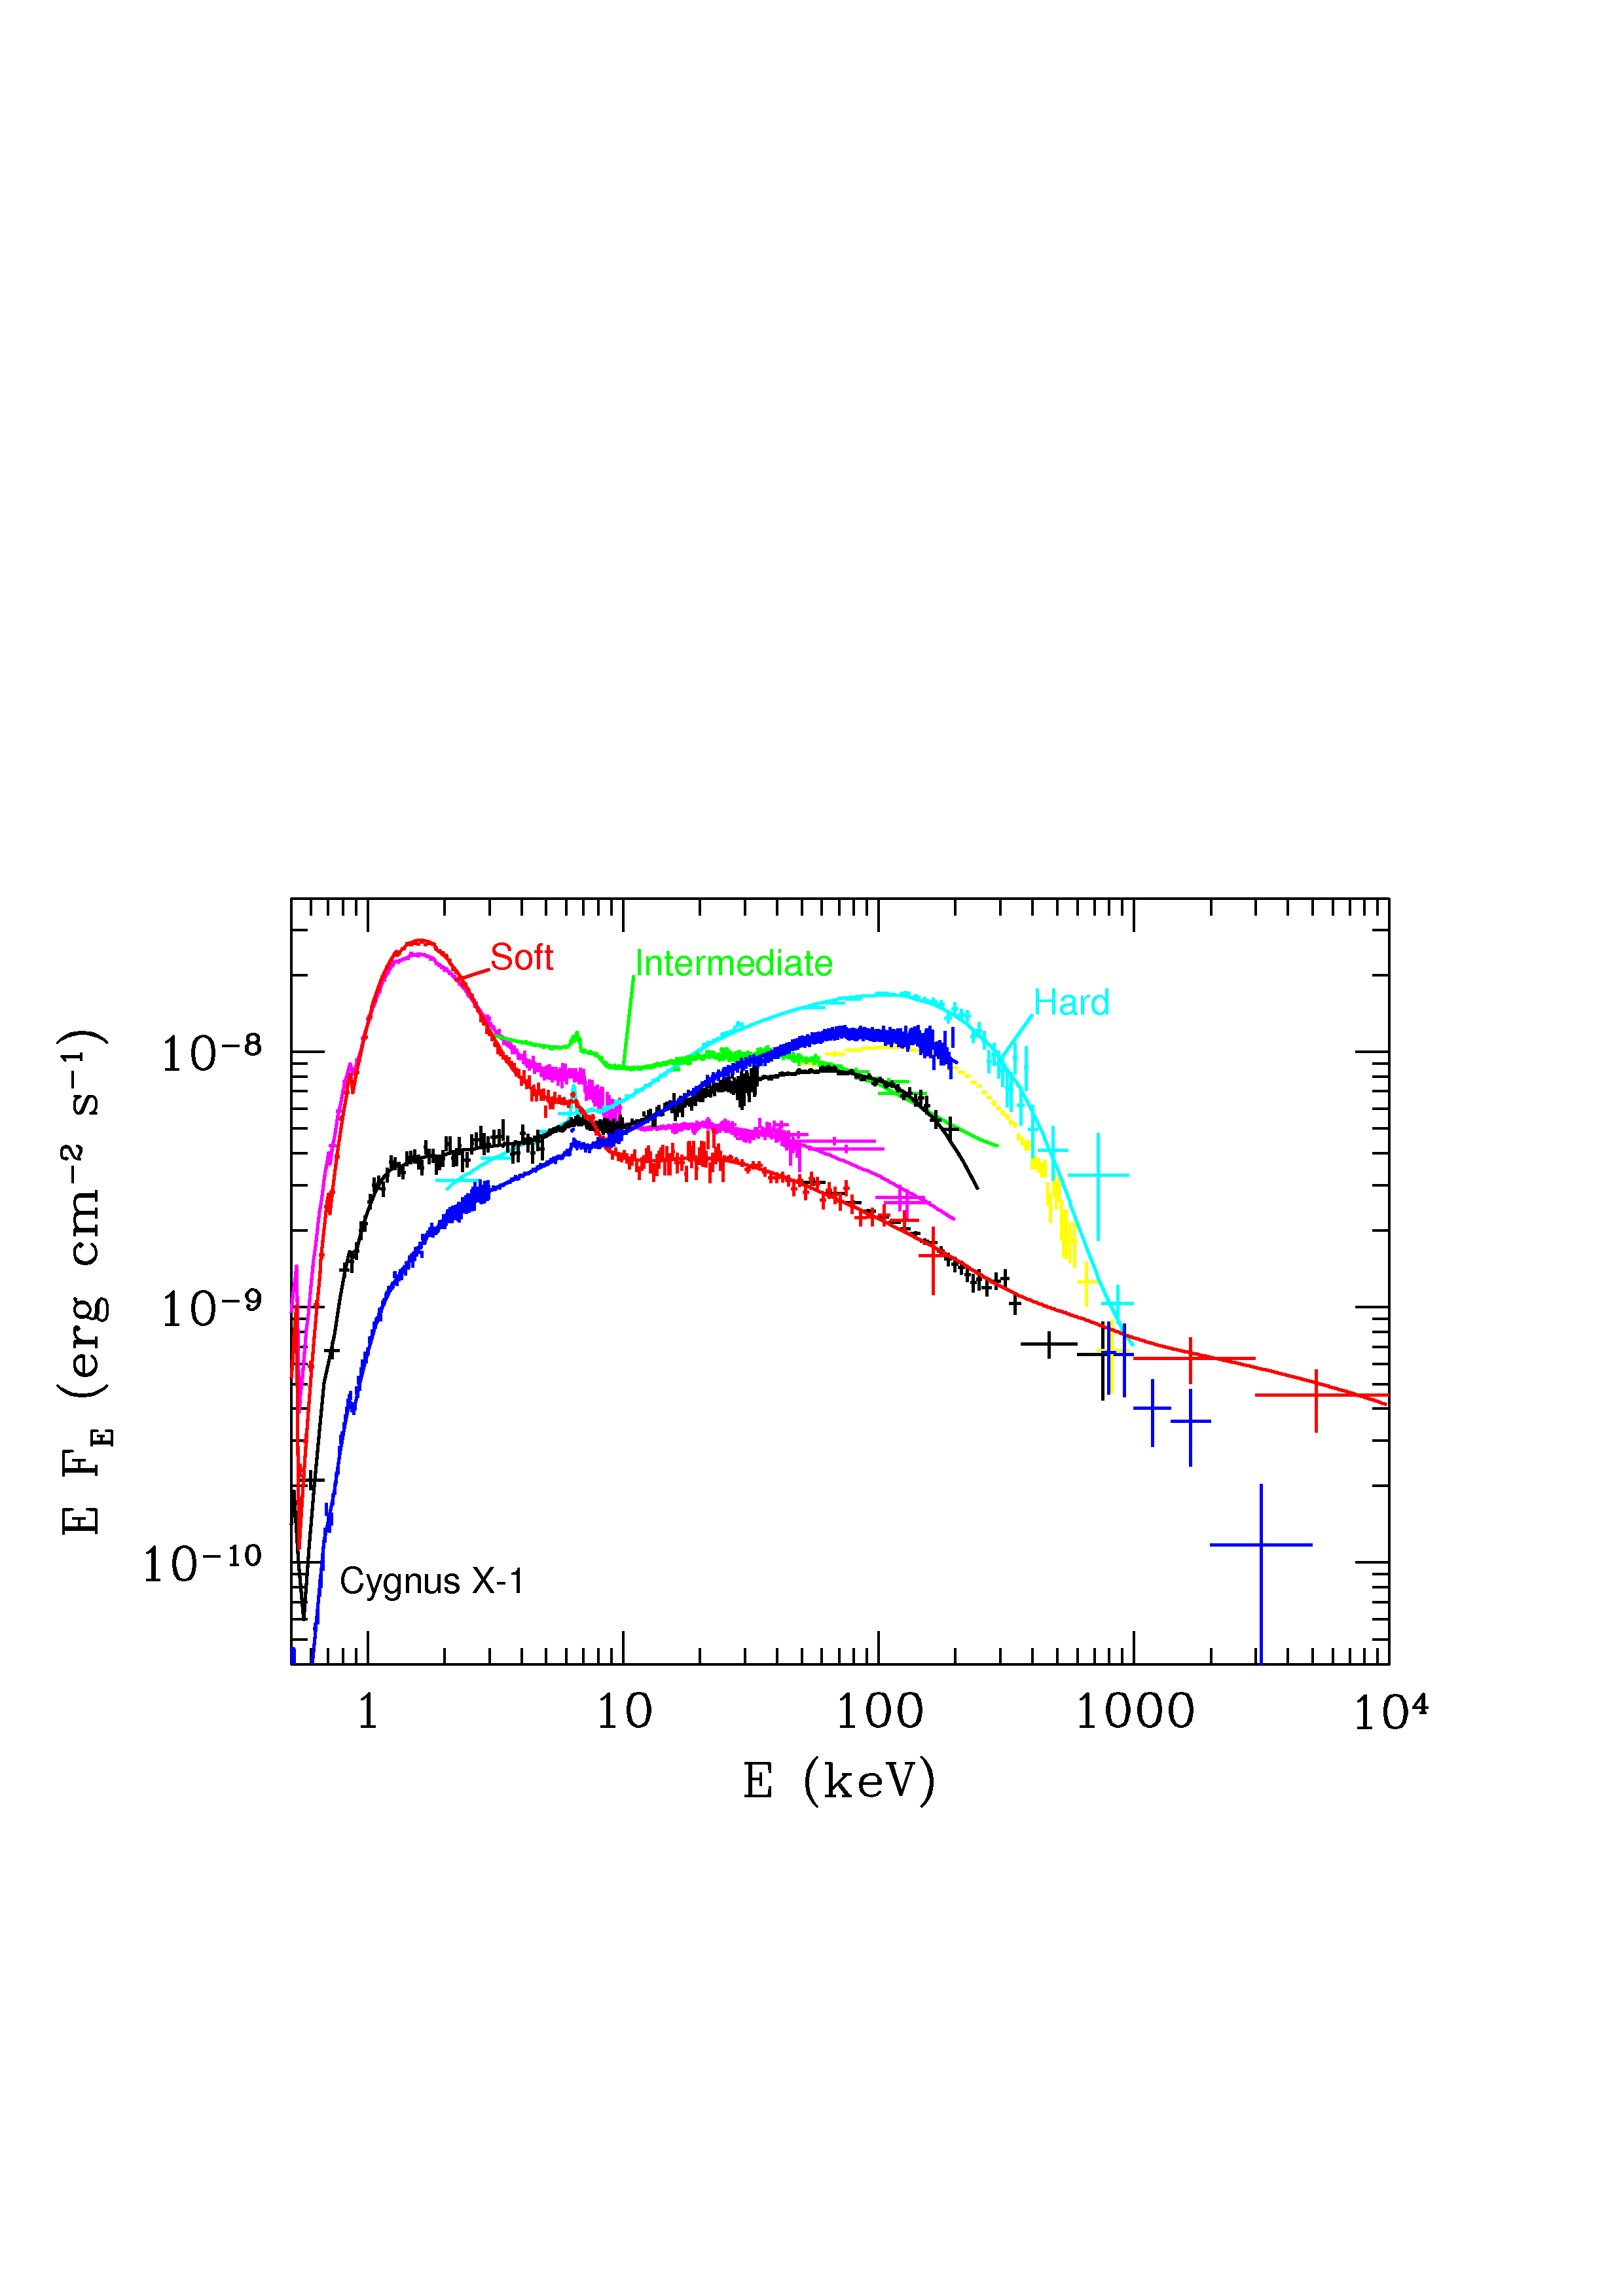 Soft
Intermediate
Hard
10⁻⁸
10⁻⁹
10⁻¹⁰
E F_E (erg cm⁻² s⁻¹)
Cygnus X-1
1 10 100 1000 10⁴
E (keV)